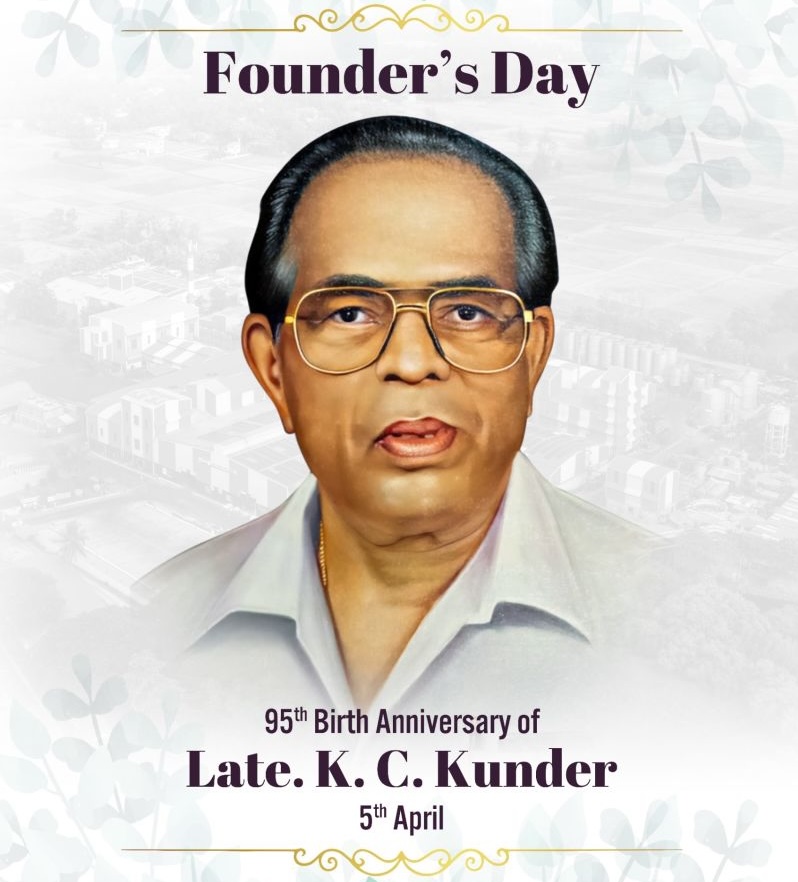 Founder’s Day
95th Birth Anniversary of
Late. K. C. Kunder
5th April